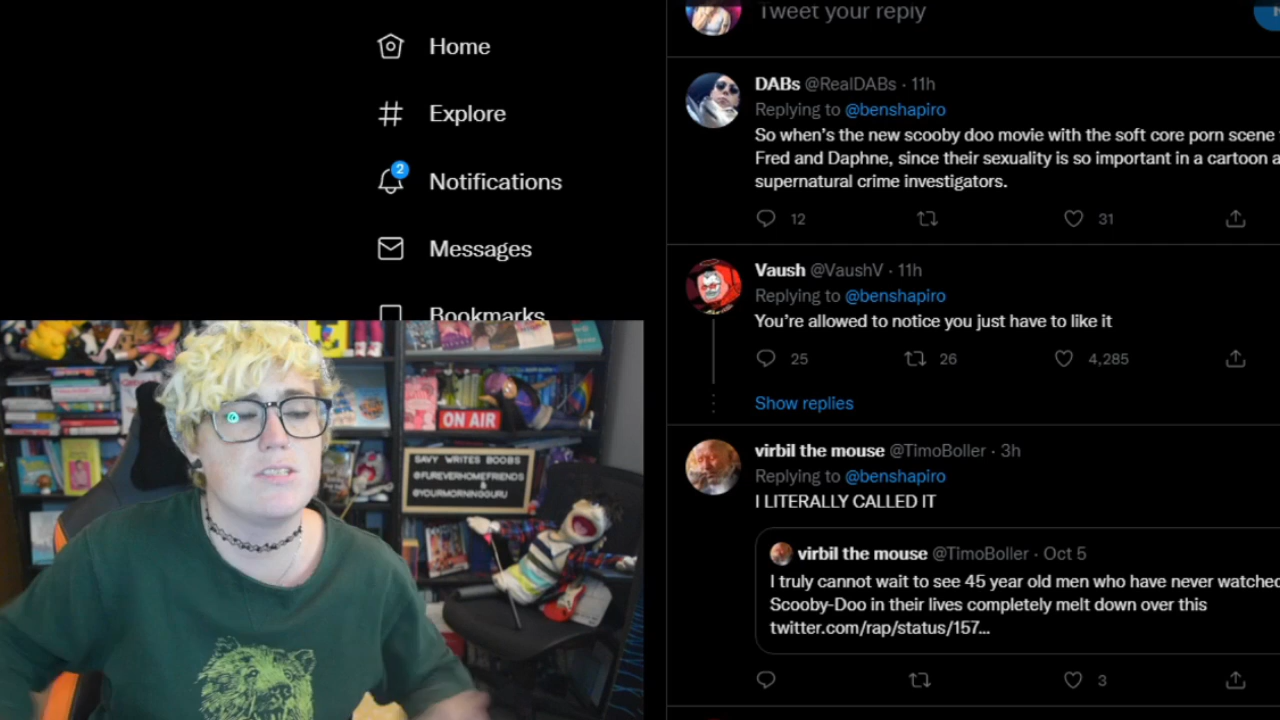 Home
Explore
2
Notifications
Messages
Bookmarks
Tweet your reply
DABs @RealDABs · 11h
Replying to @benshapiro
So when's the new scooby doo movie with the soft core porn scene
Fred and Daphne, since their sexuality is so important in a cartoon
supernatural crime investigators.
12
31
Vaush @VaushV · 11h
Replying to @benshapiro
You're allowed to notice you just have to like it
25
26
4,285
Show replies
virbil the mouse @TimoBoller · 3h
Replying to @benshapiro
I LITERALLY CALLED IT
virbil the mouse @TimoBoller · Oct 5
I truly cannot wait to see 45 year old men who have never watched
Scooby-Doo in their lives completely melt down over this
twitter.com/rap/status/157...
3
ON AIR
SAVY WRITES BOOBS
@FUREVERHOMEFRIENDS
&
@YOURMORNINGGURU